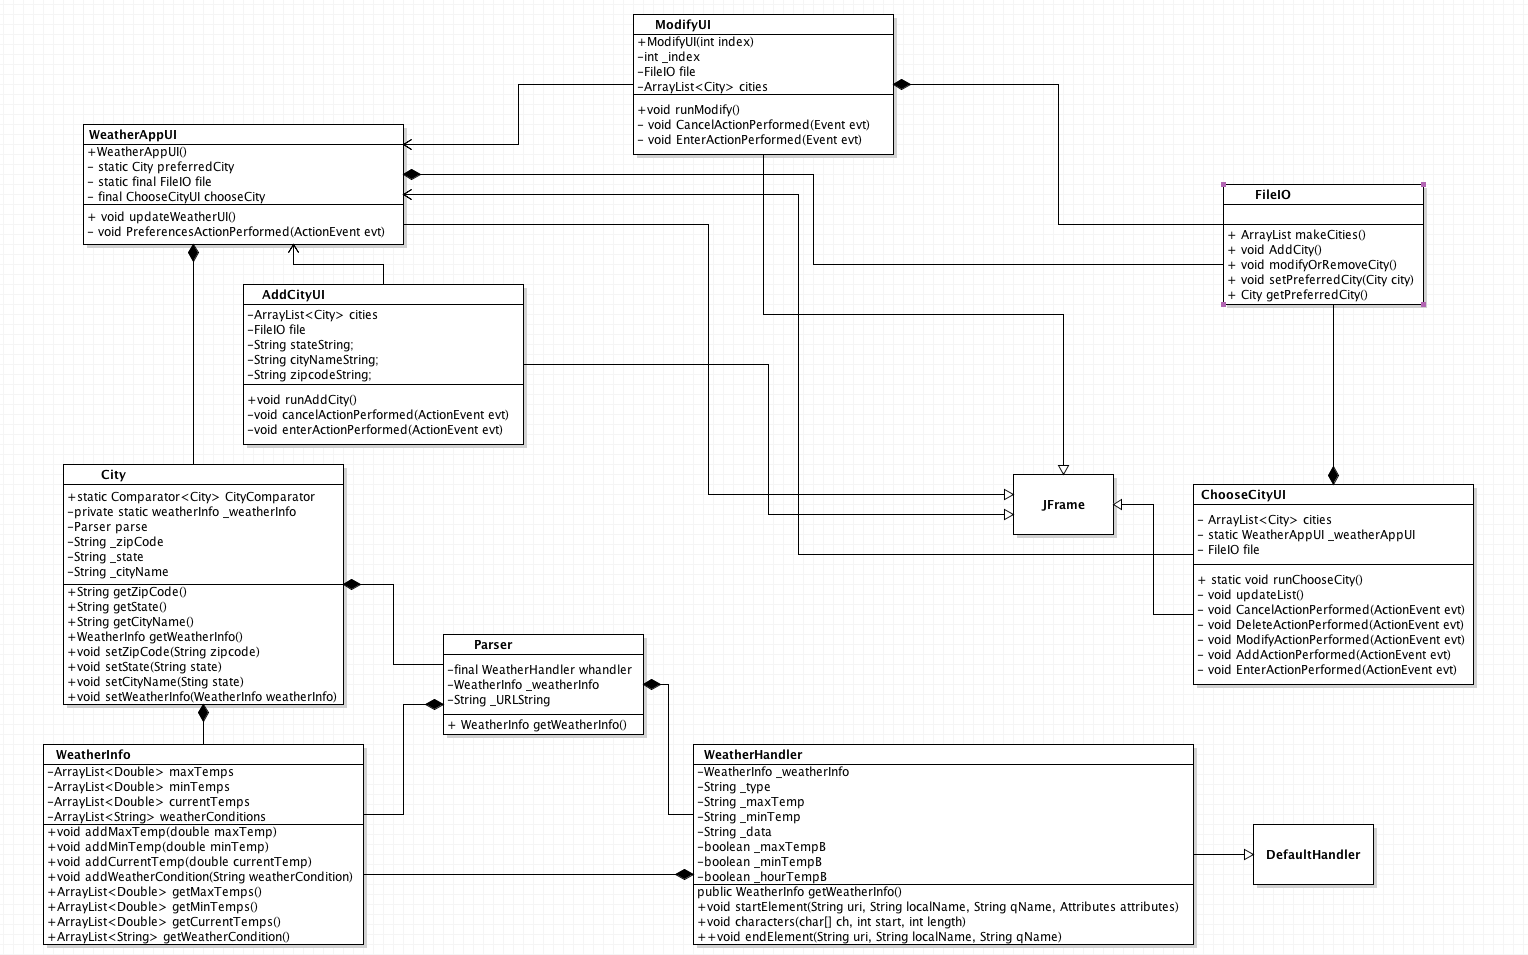 ModifyUI
+ModifyUI(int index)
-int _index
-FileIO file
-ArrayList<City> cities
+void runModify()
- void CancelActionPerformed(Event evt)
- void EnterActionPerformed(Event evt)
WeatherAppUI
+WeatherAppUI()
- static City preferredCity
- static final FileIO file
- final ChooseCityUI chooseCity
+ void updateWeatherUI()
- void PreferencesActionPerformed(ActionEvent evt)
FileIO
+ ArrayList makeCities()
+ void AddCity()
+ void modifyOrRemoveCity()
+ void setPreferredCity(City city)
+ City getPreferredCity()
AddCityUI
-ArrayList<City> cities
-FileIO file
-String stateString;
-String cityNameString;
-String zipcodeString;
+void runAddCity()
-void cancelActionPerformed(ActionEvent evt)
-void enterActionPerformed(ActionEvent evt)
City
+static Comparator<City> CityComparator
-private static weatherInfo _weatherInfo
-Parser parse
-String _zipCode
-String _state
-String _cityName
+String getZipCode()
+String getState()
+String getCityName()
+WeatherInfo getWeatherInfo()
+void setZipCode(String zipcode)
+void setState(String state)
+void setCityName(Sting state)
+void setWeatherInfo(WeatherInfo weatherInfo)
JFrame
ChooseCityUI
- ArrayList<City> cities
- static WeatherAppUI _weatherAppUI
- FileIO file
+ static void runChooseCity()
- void updateList()
- void CancelActionPerformed(ActionEvent evt)
- void DeleteActionPerformed(ActionEvent evt)
- void ModifyActionPerformed(ActionEvent evt)
- void AddActionPerformed(ActionEvent evt)
- void EnterActionPerformed(ActionEvent evt)
Parser
-final WeatherHandler whandler
-WeatherInfo _weatherInfo
-String _URLString
+ WeatherInfo getWeatherInfo()
WeatherInfo
-ArrayList<Double> maxTemps
-ArrayList<Double> minTemps
-ArrayList<Double> currentTemps
-ArrayList<String> weatherConditions
+void addMaxTemp(double maxTemp)
+void addMinTemp(double minTemp)
+void addCurrentTemp(double currentTemp)
+void addWeatherCondition(String weatherCondition)
+ArrayList<Double> getMaxTemps()
+ArrayList<Double> getMinTemps()
+ArrayList<Double> getCurrentTemps()
+ArrayList<String> getWeatherCondition()
WeatherHandler
-WeatherInfo _weatherInfo
-String _type
-String _maxTemp
-String _minTemp
-String _data
-boolean _maxTempB
-boolean _minTempB
-boolean _hourTempB
public WeatherInfo getWeatherInfo()
+void startElement(String uri, String localName, String qName, Attributes attributes)
+void characters(char[] ch, int start, int length)
++void endElement(String uri, String localName, String qName)
DefaultHandler